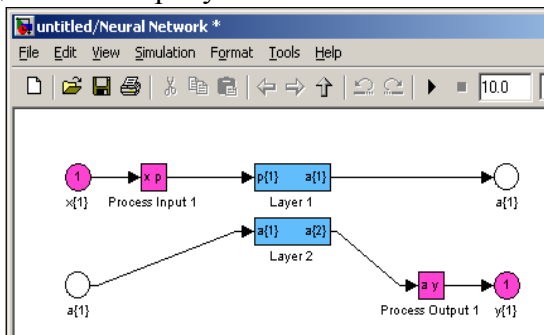 untitled/Neural Network *
File Edit View Simulation Format Tools Help
10.0
1 x p p{1} a{1}
x{1} Process Input 1 Layer 1 a{1}
a{1} a{2}
Layer 2
a y 1
a{1} Process Output 1 y{1}